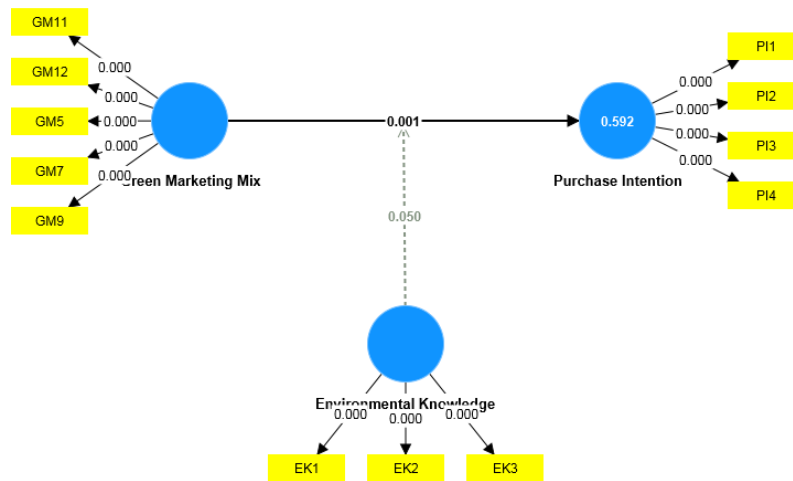 GM11
GM12
GM5
GM7
GM9
0.000
0.000
0.000
0.000
0.000
Green Marketing Mix
0.001
0.592
Purchase Intention
0.000
0.000
0.000
0.000
PI1
PI2
PI3
PI4
0.050
Environmental Knowledge
0.000
0.000
0.000
EK1
EK2
EK3